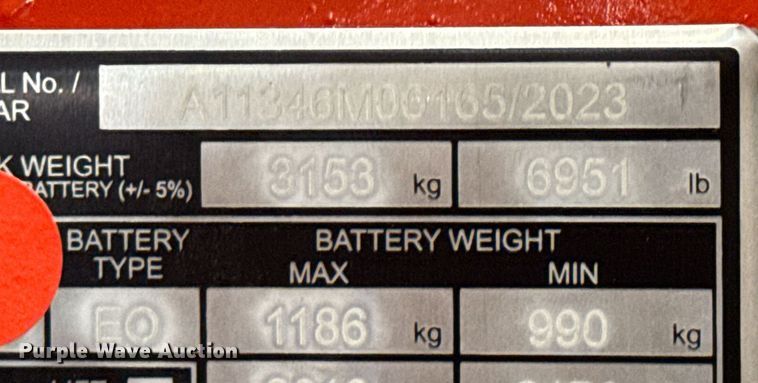 L No. /
AR
A11346M06165/2023
K WEIGHT
BATTERY (+/- 5%)
3153 kg
6951 lb
BATTERY TYPE
BATTERY WEIGHT
MAX
MIN
EO
1186 kg
990 kg
Purple Wave Auction